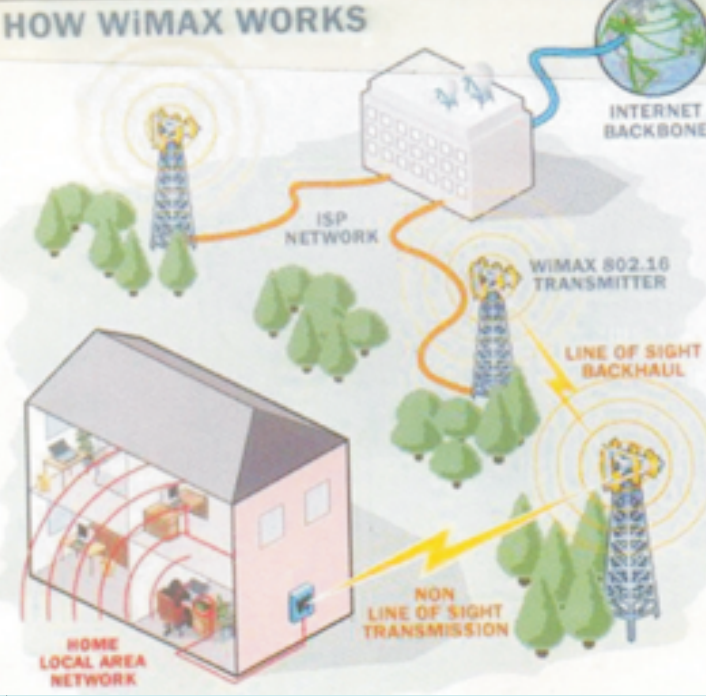 HOW WiMAX WORKS
INTERNET
BACKBONE
ISP
NETWORK
WiMAX 802.16
TRANSMITTER
LINE OF SIGHT
BACKHAUL
NON
LINE OF SIGHT
TRANSMISSION
HOME
LOCAL AREA
NETWORK